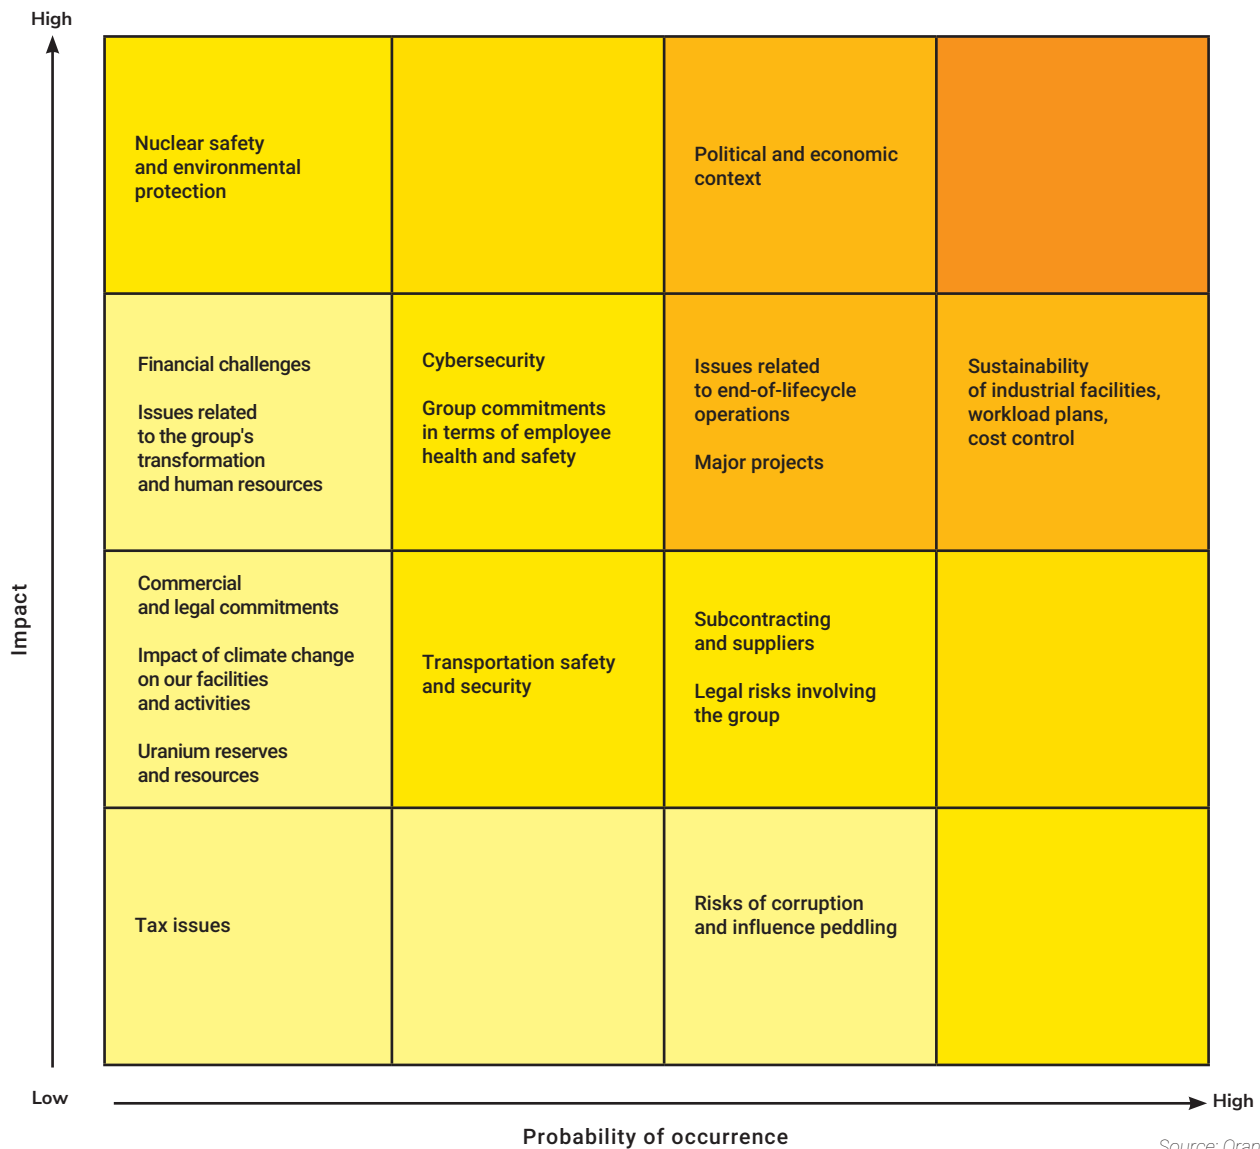 High
Nuclear safety
and environmental
protection
Political and economic
context
Financial challenges
Issues related
to the group's
transformation
and human resources
Cybersecurity
Group commitments
in terms of employee
health and safety
Issues related
to end-of-lifecycle
operations
Major projects
Sustainability
of industrial facilities,
workload plans,
cost control
Impact
Commercial
and legal commitments
Impact of climate change
on our facilities
and activities
Uranium reserves
and resources
Transportation safety
and security
Subcontracting
and suppliers
Legal risks involving
the group
Tax issues
Risks of corruption
and influence peddling
Low
High
Probability of occurrence
Source: